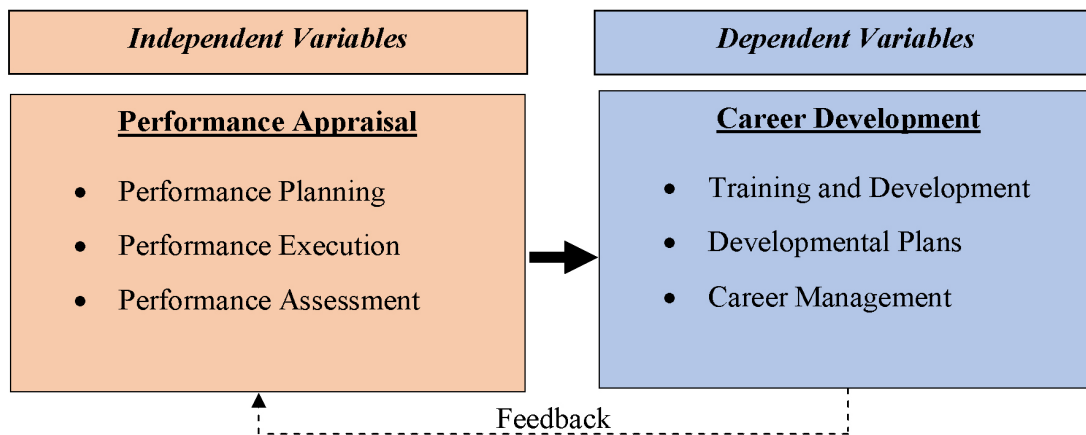 Independent Variables
Dependent Variables
Performance Appraisal
• Performance Planning
• Performance Execution
• Performance Assessment
Career Development
• Training and Development
• Developmental Plans
• Career Management
Feedback